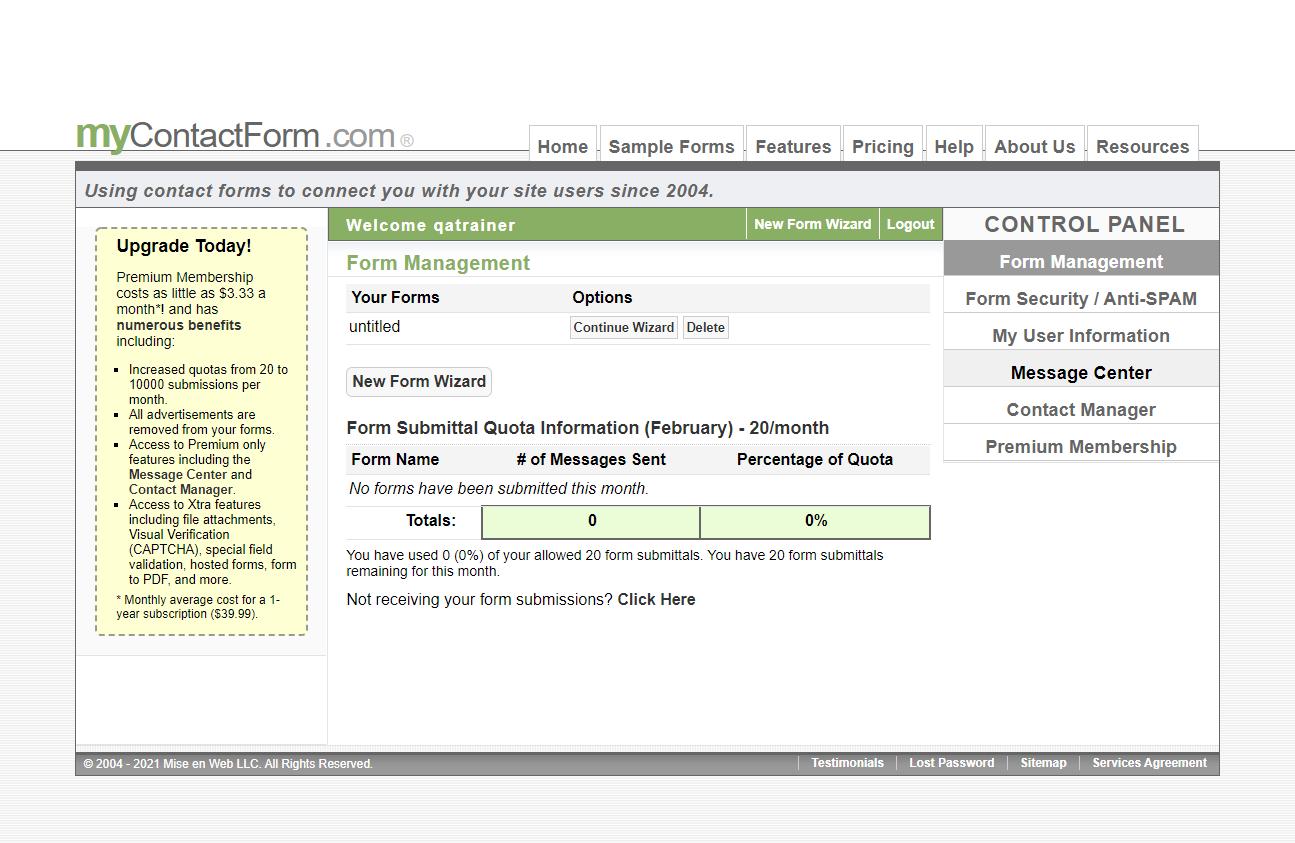 myContactForm.com®
Home
Sample Forms
Features
Pricing
Help
About Us
Resources
Using contact forms to connect you with your site users since 2004.
Upgrade Today!
Premium Membership
costs as little as $3.33 a
month*! and has
numerous benefits
including:
Increased quotas from 20 to
10000 submissions per
month.
All advertisements are
removed from your forms.
Access to Premium only
features including the
Message Center and
Contact Manager.
Access to Xtra features
including file attachments,
Visual Verification
(CAPTCHA), special field
validation, hosted forms, form
to PDF, and more.
* Monthly average cost for a 1-
year subscription ($39.99).
Welcome qatrainer
New Form Wizard
Logout
Form Management
Your Forms Options
untitled Continue Wizard Delete
New Form Wizard
Form Submittal Quota Information (February) - 20/month
Form Name # of Messages Sent Percentage of Quota
No forms have been submitted this month.
Totals: 0 0%
You have used 0 (0%) of your allowed 20 form submittals. You have 20 form submittals
remaining for this month.
Not receiving your form submissions? Click Here
CONTROL PANEL
Form Management
Form Security / Anti-SPAM
My User Information
Message Center
Contact Manager
Premium Membership
© 2004 - 2021 Mise en Web LLC. All Rights Reserved.
Testimonials
Lost Password
Sitemap
Services Agreement